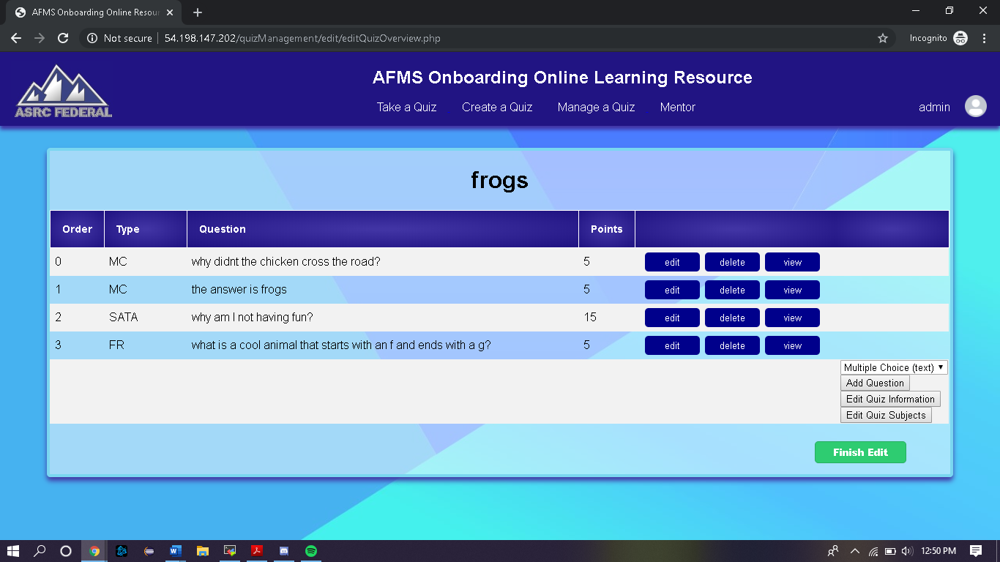 AFMS Onboarding Online Resour
Not secure 54.198.147.202/quizManagement/edit/editQuizOverview.php Incognito
AFMS Onboarding Online Learning Resource
ASRC FEDERAL
Take a Quiz Create a Quiz Manage a Quiz Mentor admin
frogs
Order Type Question Points
0 MC why didnt the chicken cross the road? 5 edit delete view
1 MC the answer is frogs 5 edit delete view
2 SATA why am I not having fun? 15 edit delete view
3 FR what is a cool animal that starts with an f and ends with a g? 5 edit delete view
Multiple Choice (text)
Add Question
Edit Quiz Information
Edit Quiz Subjects
Finish Edit
12:50 PM